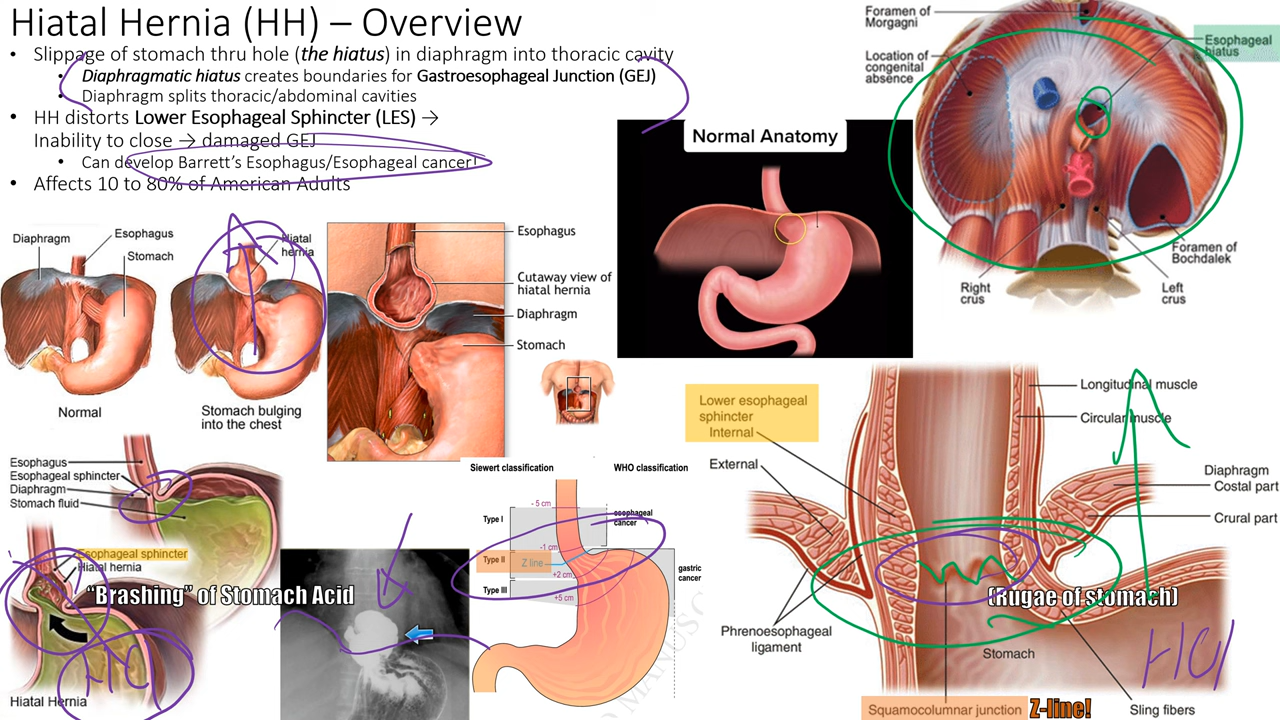 Hiatal Hernia (HH) – Overview
• Slippage of stomach thru hole (the hiatus) in diaphragm into thoracic cavity
• Diaphragmatic hiatus creates boundaries for Gastroesophageal Junction (GEJ)
• Diaphragm splits thoracic/abdominal cavities
• HH distorts Lower Esophageal Sphincter (LES) →
Inability to close → damaged GEJ
• Can develop Barrett's Esophagus/Esophageal cancer!
• Affects 10 to 80% of American Adults
Foramen of
Morgagni
Location of
congenital
absence
Esophageal
hiatus
Right
crus
Left
crus
Foramen of
Bochdalek
Normal Anatomy
Diaphragm
Esophagus
Stomach
Hiatal
hernia
Normal
Stomach bulging
into the chest
Esophagus
Cutaway view of
hiatal hernia
Diaphragm
Stomach
Esophagus
Esophageal sphincter
Diaphragm
Stomach fluid
Esophageal sphincter
Hiatal hernia
"Brashing" of Stomach Acid
HCl
Hiatal Hernia
Siewert classification
WHO classification
- 5 cm
Type I
esophageal
cancer
-1 cm
Type II
Z line
+2 cm
Type III
+5 cm
gastric
cancer
MANUSC
Lower esophageal
sphincter
Internal
External
Longitudinal muscle
Circular muscle
Diaphragm
Costal part
Crural part
(Rugae of stomach)
Phrenoesophageal
ligament
Stomach
HCl
Squamocolumnar junction
Z-line!
Sling fibers